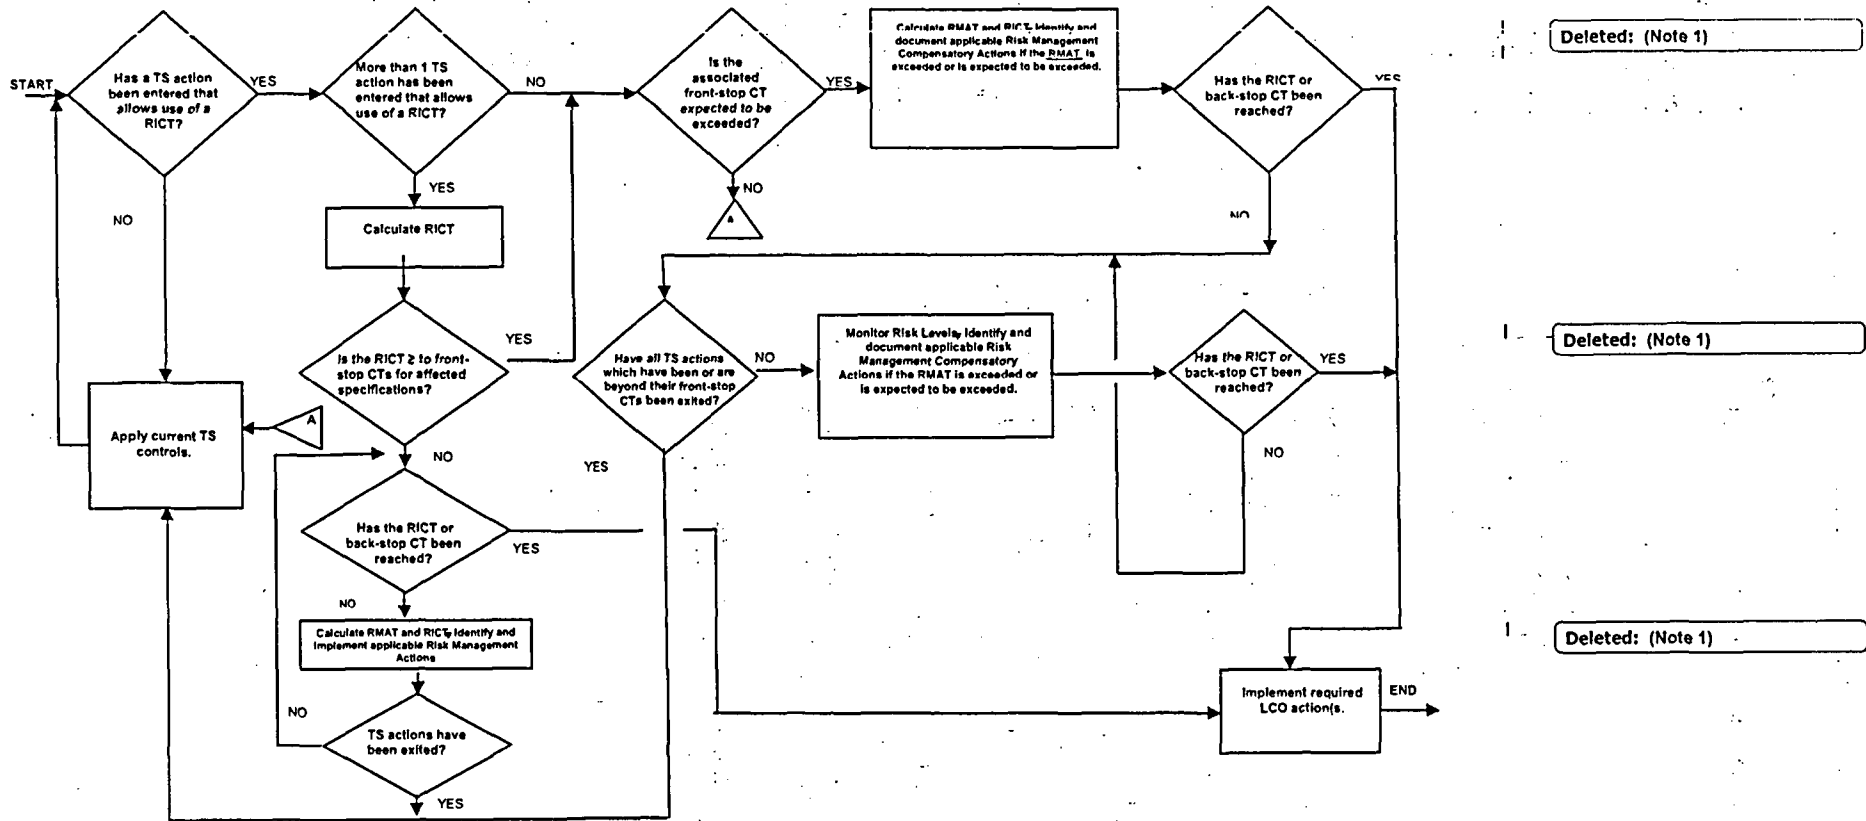 START
Has a TS action
been entered that
allows use of a
RICT?
YES
NO
More than 1 TS
action has been
entered that allows
use of a RICT?
NO
YES
Is the
associated
front-stop CT
expected to be
exceeded?
YES
NO
A
Calculate RMAT and RICT, Identify and
document applicable Risk Management
Compensatory Actions if the RMAT is
exceeded or is expected to be exceeded.
Has the RICT or
back-stop CT been
reached?
YES
NO
Deleted: (Note 1)
Calculate RICT
Is the RICT ≥ to front-
stop CTs for affected
specifications?
YES
NO
Have all TS actions
which have been or are
beyond their front-stop
CTs been exited?
NO
YES
Monitor Risk Levels, Identify and
document applicable Risk
Management Compensatory
Actions if the RMAT is exceeded or
is expected to be exceeded.
Has the RICT or
back-stop CT been
reached?
YES
NO
Deleted: (Note 1)
Apply current TS
controls.
A
Has the RICT or
back-stop CT been
reached?
YES
NO
Calculate RMAT and RICT, Identify and
Implement applicable Risk Management
Actions
TS actions have
been exited?
NO
YES
Implement required
LCO action(s.
END
Deleted: (Note 1)